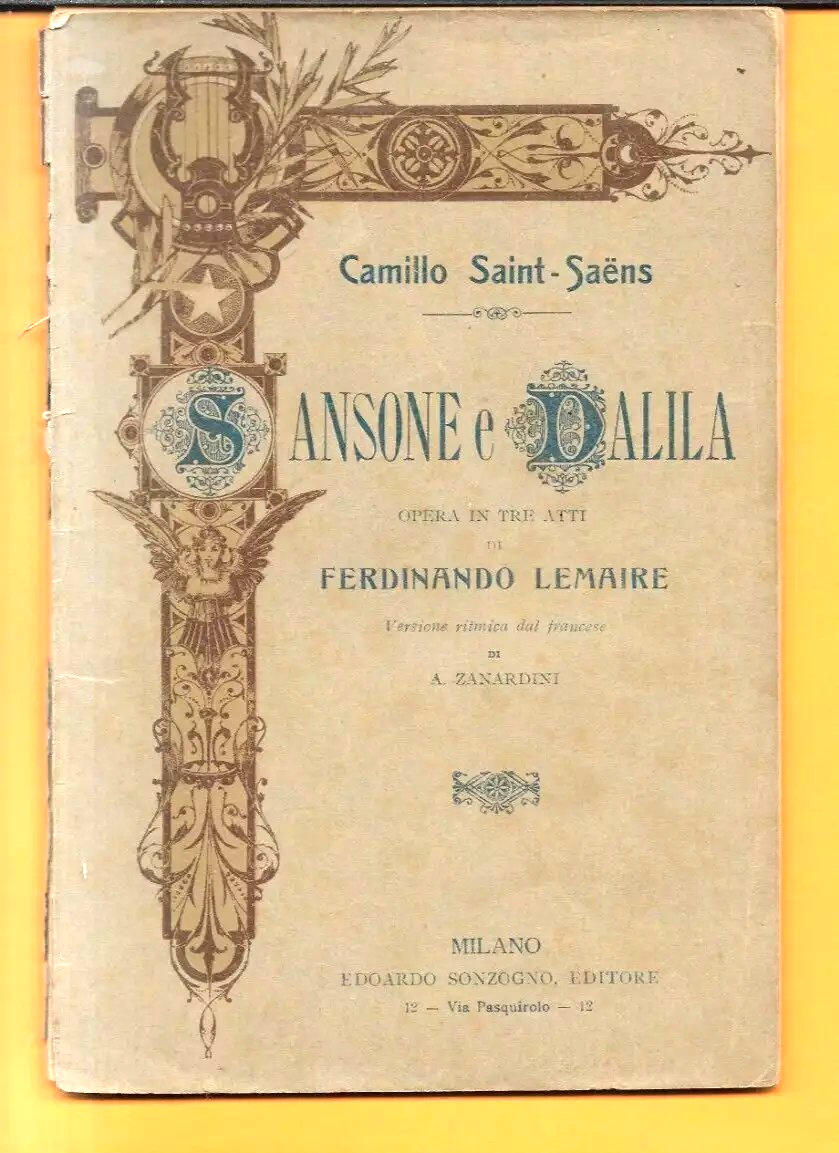 Camillo Saint-Saëns
SANSONE e DALILA
OPERA IN TRE ATTI
DI
FERDINANDO LEMAIRE
Versione ritmica dal francese
DI
A. ZANARDINI
MILANO
EDOARDO SONZOGNO, EDITORE
12 — Via Pasquirolo — 12